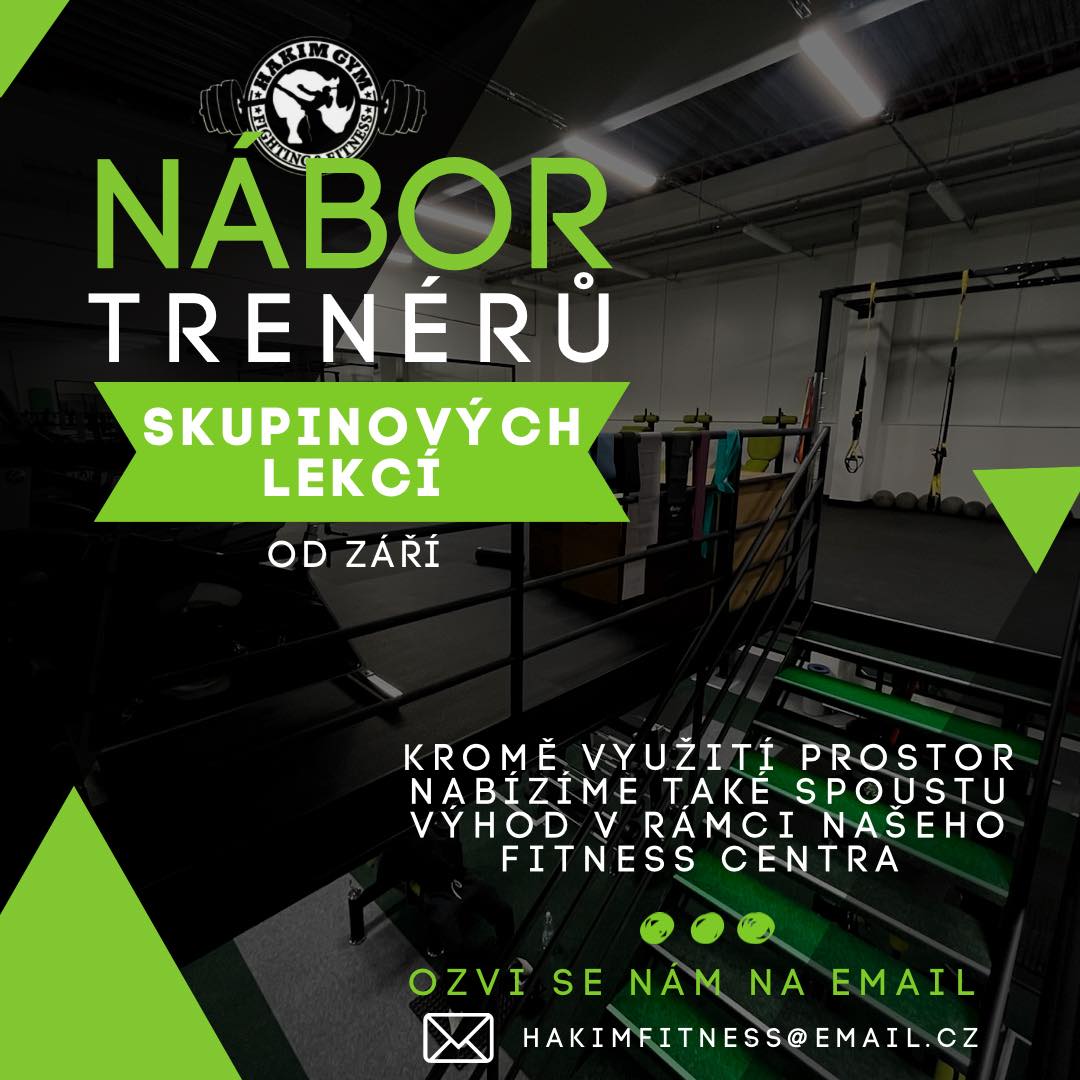 HAKIM GYM
FIGHTING & FITNESS
NÁBOR
TRENÉRŮ
SKUPINOVÝCH
LEKCÍ
OD ZÁŘÍ
KROMĚ VYUŽITÍ PROSTOR
NABÍZÍME TAKÉ SPOUSTU
VÝHOD V RÁMCI NAŠEHO
FITNESS CENTRA
OZVI SE NÁM NA EMAIL
HAKIMFITNESS@EMAIL.CZ